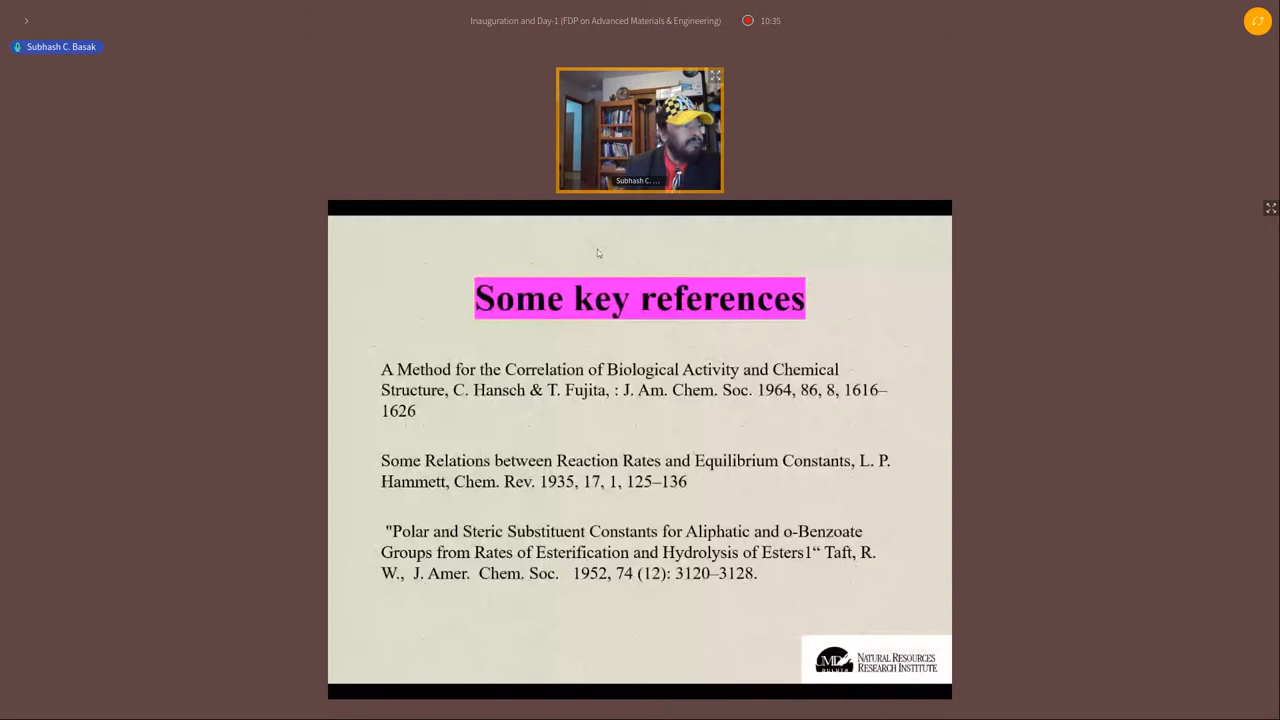 Inauguration and Day-1 (FDP on Advanced Materials & Engineering)
10:35
Subhash C. Basak
Subhash C. ...
Some key references
A Method for the Correlation of Biological Activity and Chemical
Structure, C. Hansch & T. Fujita, : J. Am. Chem. Soc. 1964, 86, 8, 1616–
1626
Some Relations between Reaction Rates and Equilibrium Constants, L. P.
Hammett, Chem. Rev. 1935, 17, 1, 125–136
"Polar and Steric Substituent Constants for Aliphatic and o-Benzoate
Groups from Rates of Esterification and Hydrolysis of Esters1“ Taft, R.
W., J. Amer. Chem. Soc. 1952, 74 (12): 3120–3128.
UMD
DULUTH
NATURAL RESOURCES
RESEARCH INSTITUTE